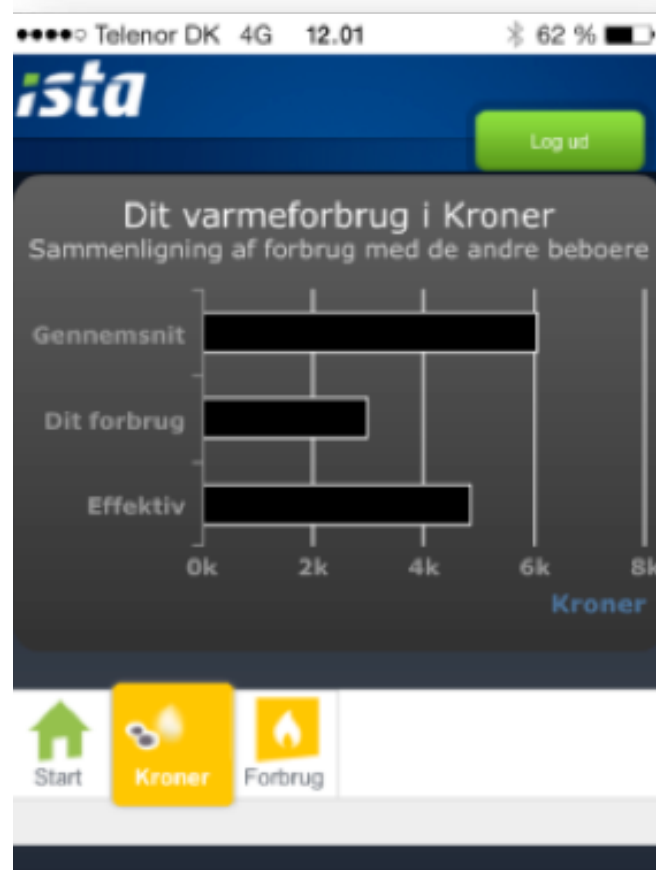 Telenor DK 4G 12.01 62 %
ista
Log ud
Dit varmeforbrug i Kroner
Sammenligning af forbrug med de andre beboere
Gennemsnit
Dit forbrug
Effektiv
0k 2k 4k 6k 8k
Kroner
Start Kroner Forbrug